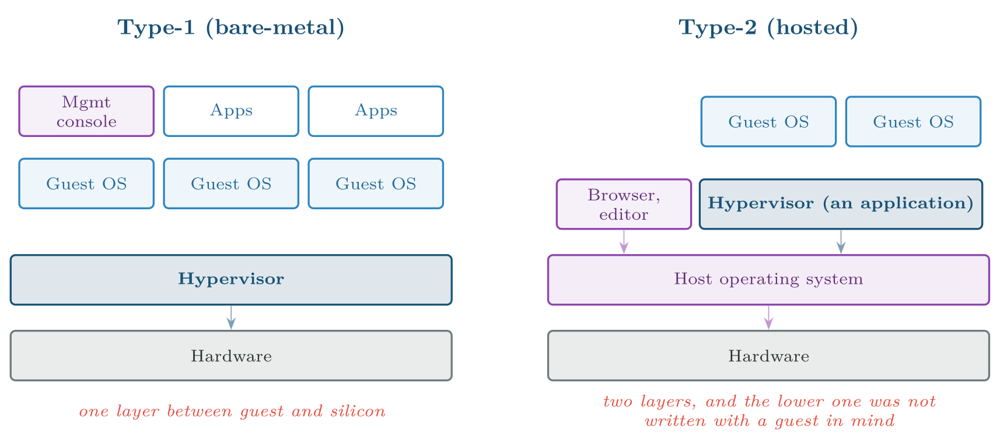 Type-1 (bare-metal)
Mgmt
console
Apps
Apps
Guest OS
Guest OS
Guest OS
Hypervisor
Hardware
one layer between guest and silicon
Type-2 (hosted)
Guest OS
Guest OS
Browser,
editor
Hypervisor (an application)
Host operating system
Hardware
two layers, and the lower one was not
written with a guest in mind